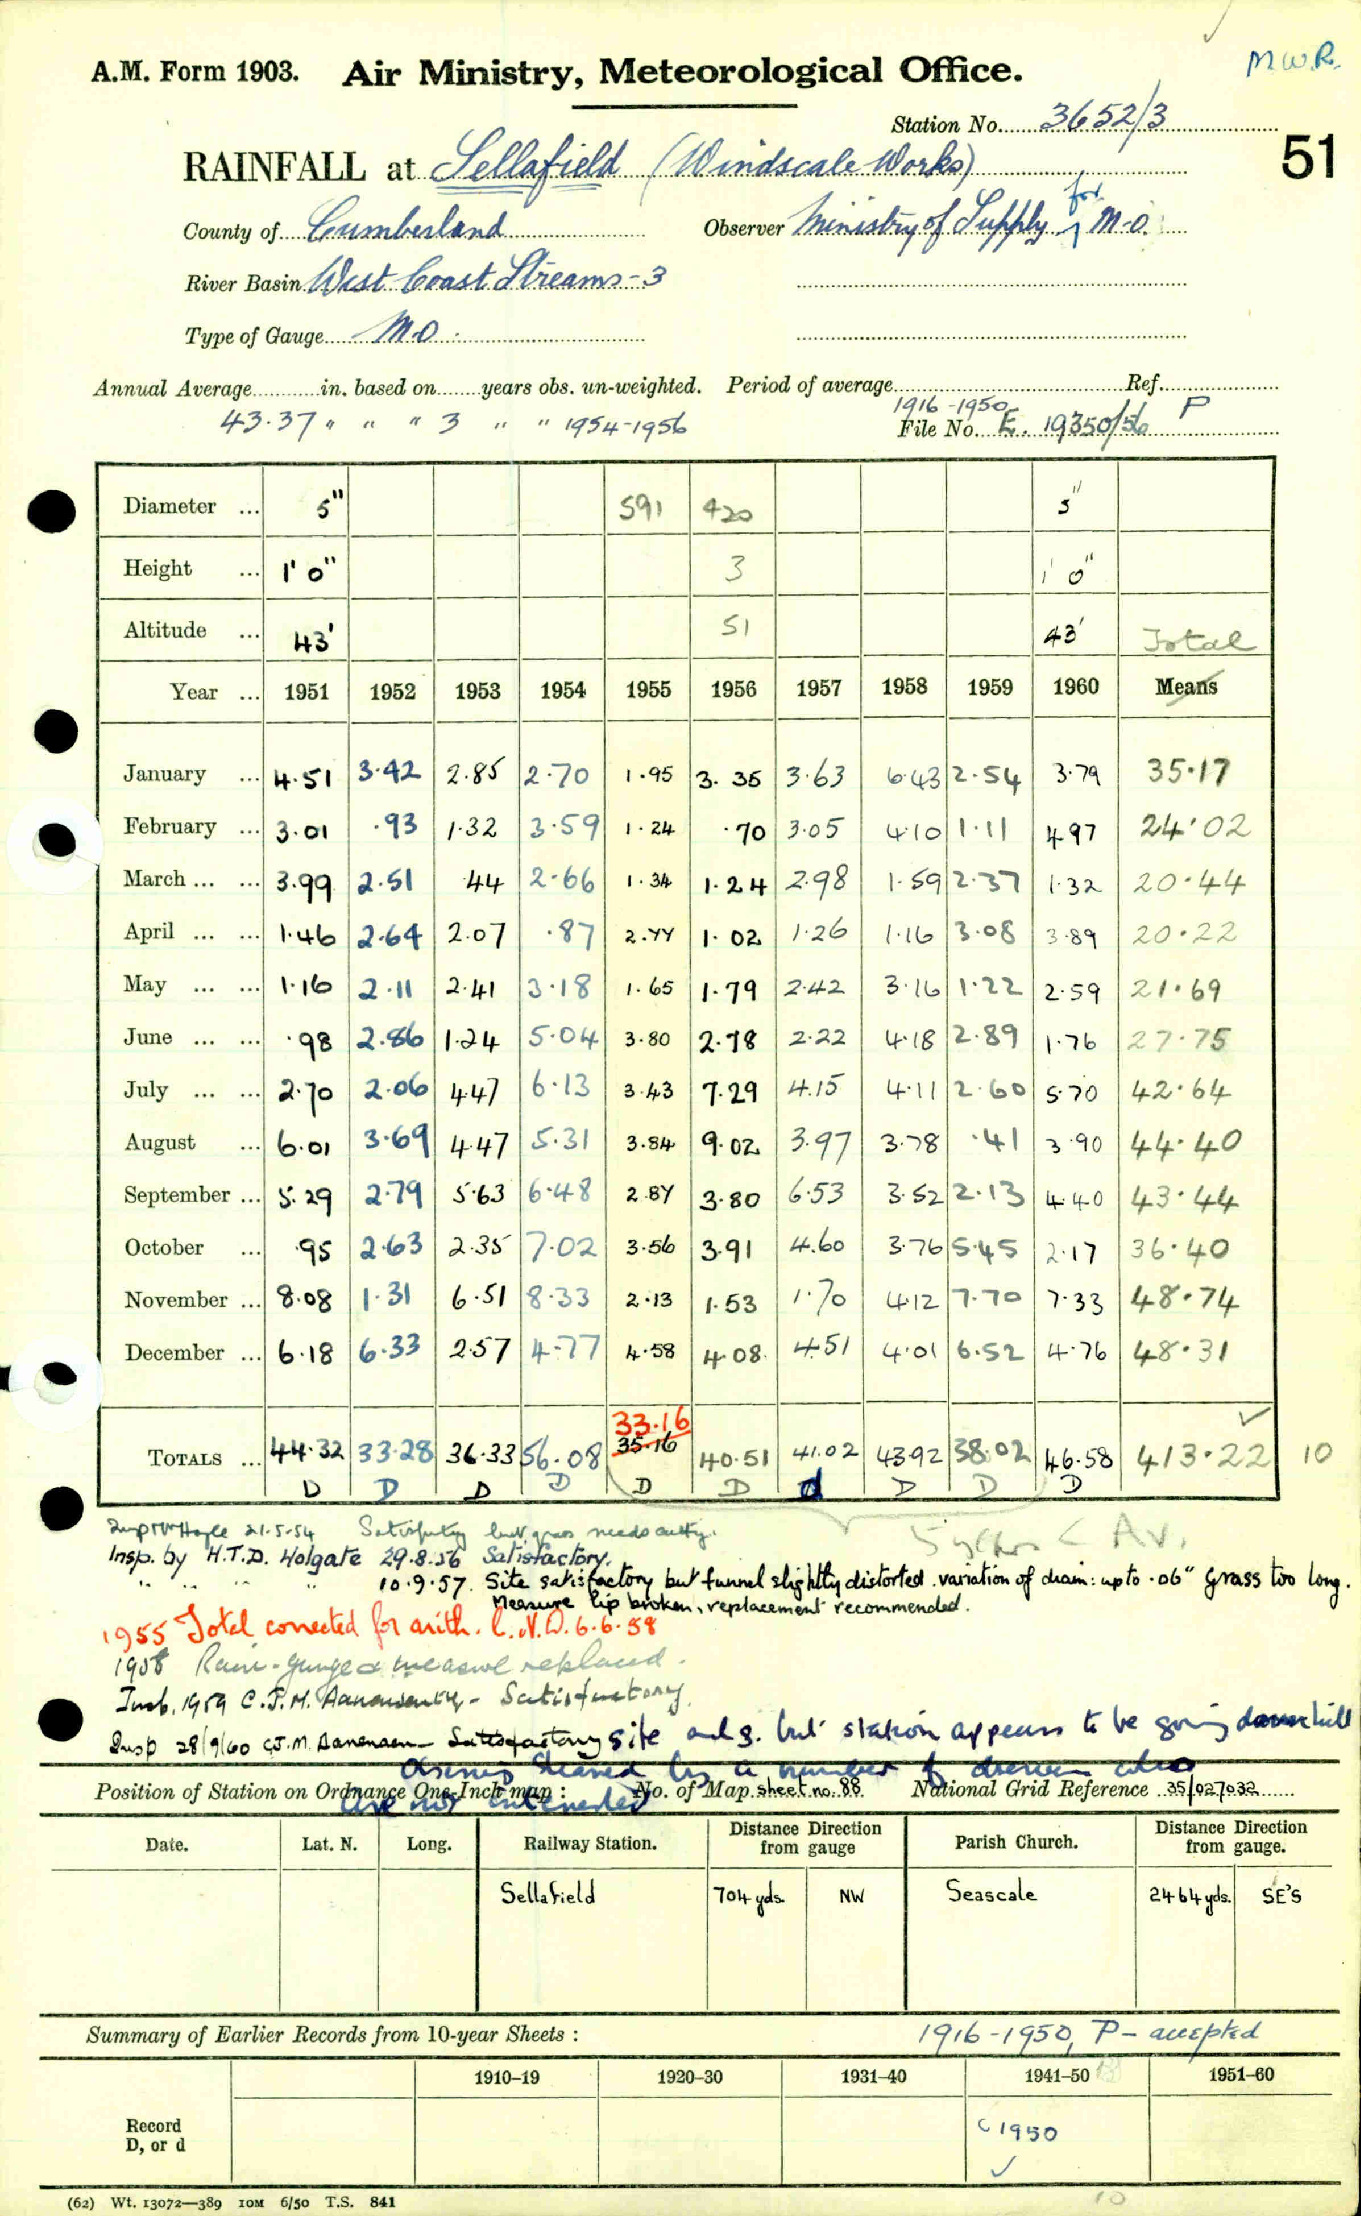 M.W.R.
A.M. Form 1903. Air Ministry, Meteorological Office.
Station No. 3652/3
51
RAINFALL at Sellafield (Windscale Works)
County of Cumberland Observer Ministry of Supply for M.O.
River Basin West Coast Streams-3
Type of Gauge M.O.
Annual Average in. based on years obs. un-weighted. Period of average Ref.
43.37 " " " 3 " " 1954-1956 1916-1950 P
File No. E. 19350/56
Diameter ... 5" 591 420 5"
Height ... 1' 0" 3 1' 0"
Altitude ... 43' 51 43' Total
Year ... 1951 1952 1953 1954 1955 1956 1957 1958 1959 1960 Means
January ... 4.51 3.42 2.85 2.70 1.95 3.35 3.63 6.43 2.54 3.79 35.17
February ... 3.01 .93 1.32 3.59 1.24 .70 3.05 4.10 1.11 4.97 24.02
March ... ... 3.99 2.51 .44 2.66 1.34 1.24 2.98 1.59 2.37 1.32 20.44
April ... ... 1.46 2.64 2.07 .87 2.77 1.02 1.26 1.16 3.08 3.89 20.22
May ... ... 1.16 2.11 2.41 3.18 1.65 1.79 2.42 3.16 1.22 2.59 21.69
June ... ... .98 2.86 1.24 5.04 3.80 2.78 2.22 4.18 2.89 1.76 27.75
July ... ... 2.70 2.06 4.47 6.13 3.43 7.29 4.15 4.11 2.60 5.70 42.64
August ... 6.01 3.69 4.47 5.31 3.84 9.02 3.97 3.78 .41 3.90 44.40
September ... 5.29 2.79 5.63 6.48 2.87 3.80 6.53 3.52 2.13 4.40 43.44
October ... .95 2.63 2.35 7.02 3.56 3.91 4.60 3.76 5.45 2.17 36.40
November ... 8.08 1.31 6.51 8.33 2.13 1.53 1.70 4.12 7.70 7.33 48.74
December ... 6.18 6.33 2.57 4.77 4.58 4.08 4.51 4.01 6.52 4.76 48.31
33.16
TOTALS ... 44.32 33.28 36.33 56.08 35.16 40.51 41.02 43.92 38.02 46.58 413.22 10
D D D D D D d D D D
21.5.54 Satisfactory but grass needs cutting.
< Av.
Insp. by H.T.D. Holgate 29.8.56 Satisfactory.
" " " " 10.9.57. Site satisfactory but funnel slightly distorted. variation of diam: up to .06" Grass too long.
Measure lip broken, replacement recommended.
1955 Total corrected for arith. C.N.D. 6.6.58
1958 Rain-gauge & measure replaced.
Insp. 1959 C.J.M. Aanensen - Satisfactory
Insp 28/9/60 C.J.M. Aanensen - Satisfactory site and g. but station appears to be going downhill
by a number of
are not
Position of Station on Ordnance One-Inch map : No. of Map sheet no. 88 National Grid Reference 35/027032
Date. Lat. N. Long. Railway Station. Distance from gauge Direction Parish Church. Distance from gauge. Direction
Sellafield 704 yds. NW Seascale 2464 yds. SE'S
Summary of Earlier Records from 10-year Sheets : 1916-1950, P - accepted
1910–19 1920–30 1931–40 1941–50 1951–60
Record
D, or d
c 1950
(62) Wt. 13072—389 10M 6/50 T.S. 841
10